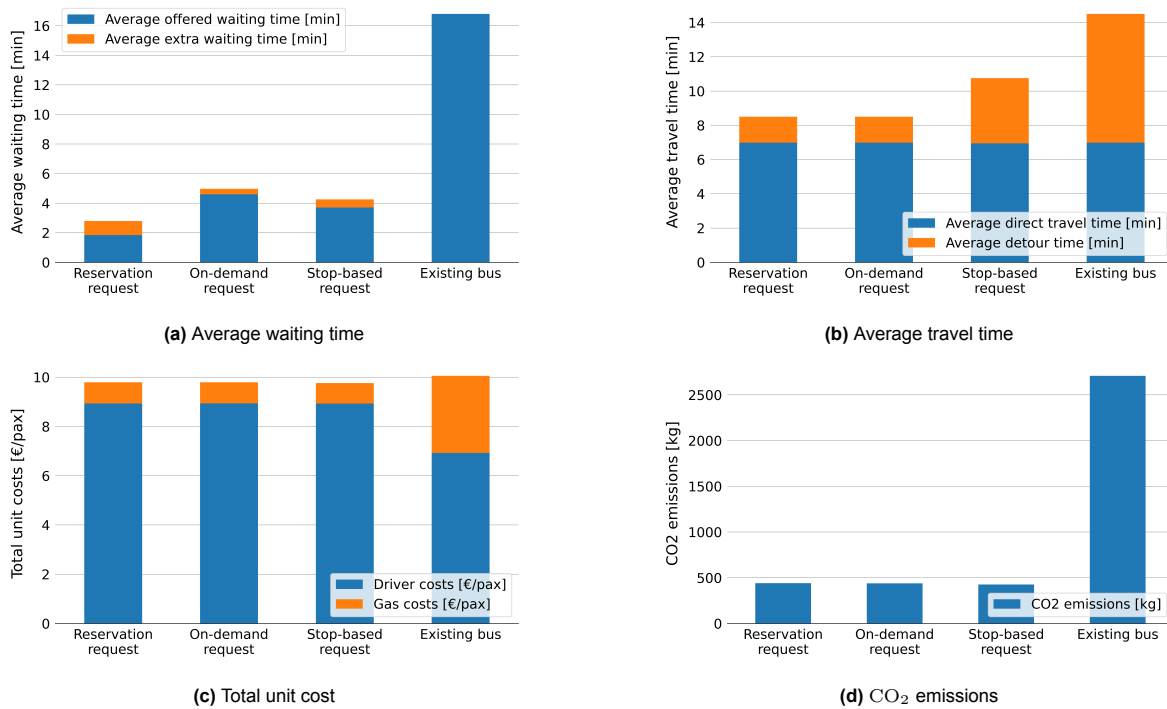 Average waiting time [min]
16
14
12
10
8
6
4
2
0
Average offered waiting time [min]
Average extra waiting time [min]
Reservation
request
On-demand
request
Stop-based
request
Existing bus
(a) Average waiting time
Average travel time [min]
14
12
10
8
6
4
2
0
Average direct travel time [min]
Average detour time [min]
Reservation
request
On-demand
request
Stop-based
request
Existing bus
(b) Average travel time
Total unit costs [€/pax]
10
8
6
4
2
0
Driver costs [€/pax]
Gas costs [€/pax]
Reservation
request
On-demand
request
Stop-based
request
Existing bus
(c) Total unit cost
CO2 emissions [kg]
2500
2000
1500
1000
500
0
CO2 emissions [kg]
Reservation
request
On-demand
request
Stop-based
request
Existing bus
(d) CO₂ emissions